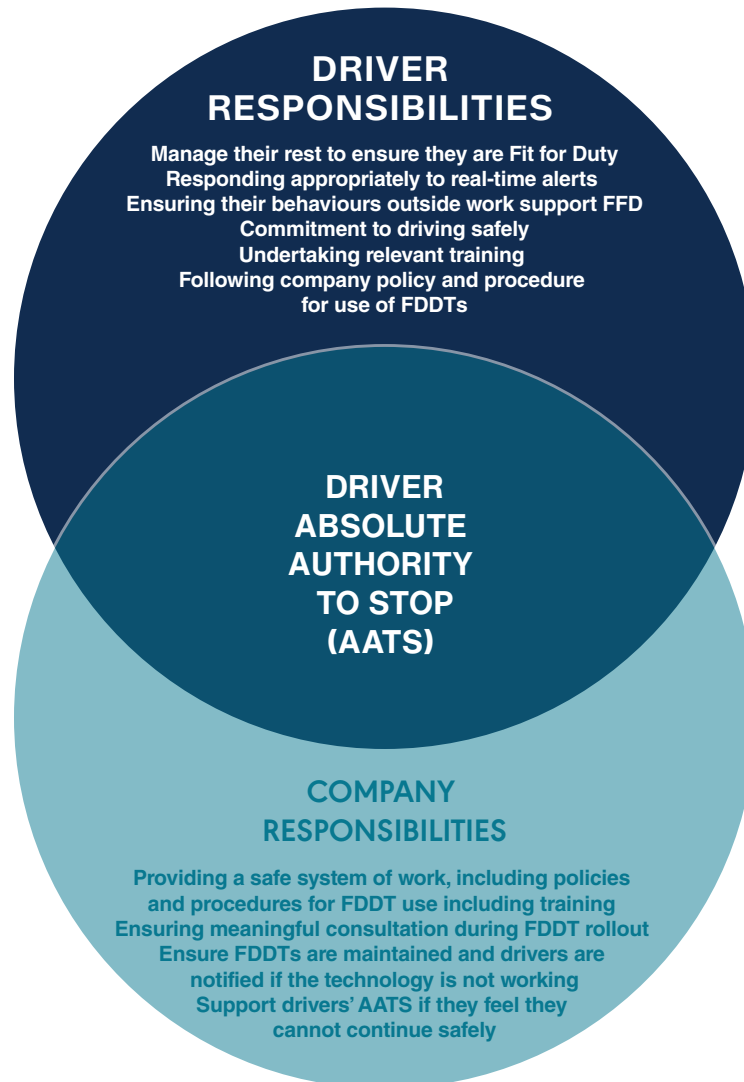 DRIVER
RESPONSIBILITIES
Manage their rest to ensure they are Fit for Duty
Responding appropriately to real-time alerts
Ensuring their behaviours outside work support FFD
Commitment to driving safely
Undertaking relevant training
Following company policy and procedure
for use of FDDTs
DRIVER
ABSOLUTE
AUTHORITY
TO STOP
(AATS)
COMPANY
RESPONSIBILITIES
Providing a safe system of work, including policies
and procedures for FDDT use including training
Ensuring meaningful consultation during FDDT rollout
Ensure FDDTs are maintained and drivers are
notified if the technology is not working
Support drivers’ AATS if they feel they
cannot continue safely